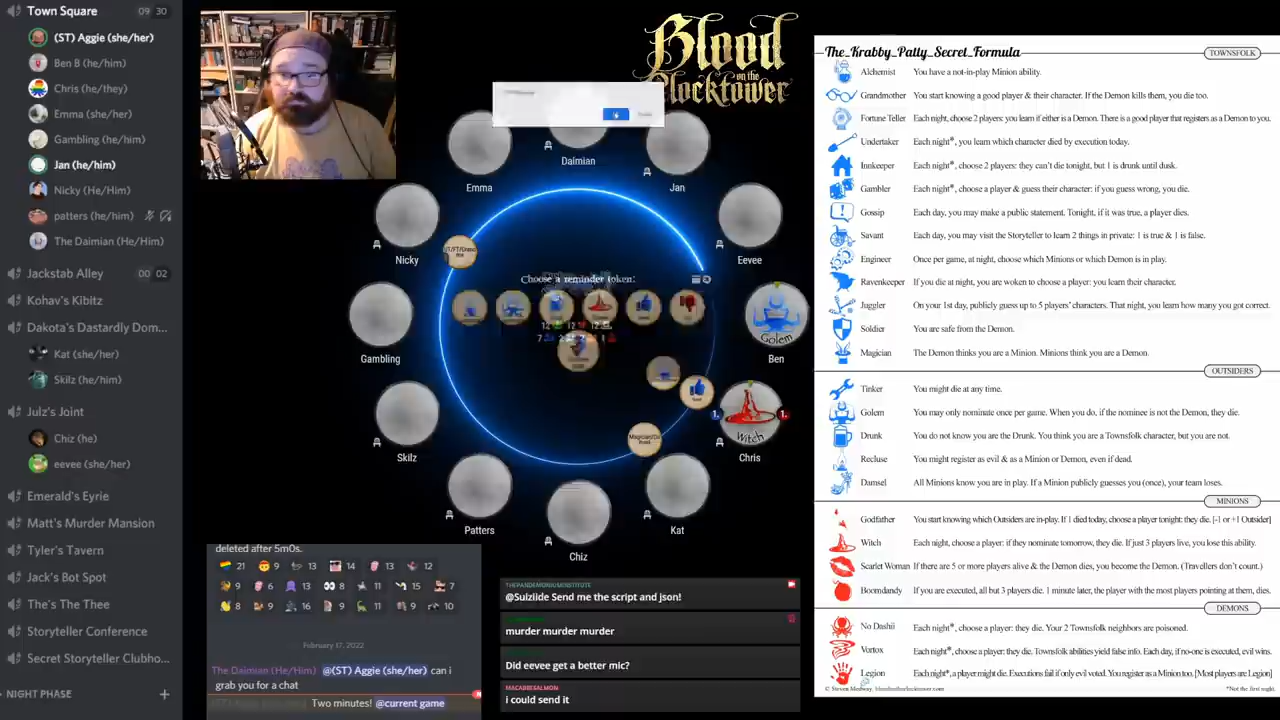 Town Square
09 30
(ST) Aggie (she/her)
Ben B (he/him)
Chris (he/they)
Emma (she/her)
Gambling (he/him)
Jan (he/him)
Nicky (He/Him)
patters (he/him)
The Daimian (He/Him)
Jackstab Alley
00 02
Kohav's Kibitz
Dakota's Dastardly Dom...
Kat (she/her)
Skilz (he/him)
Julz's Joint
Chiz (he)
eevee (she/her)
Emerald's Eyrie
Matt's Murder Mansion
Tyler's Tavern
Jack's Bot Spot
The's The Thee
Storyteller Conference
Secret Storyteller Clubho...
NIGHT PHASE
Blood
on the
Clocktower
Daimian
Emma
Jan
Nicky
Eevee
Choose a reminder token:
Golem
Gambling
Ben
Witch
Skilz
Chris
Patters
Kat
Chiz
deleted after 5m0s.
21 9 13 14 13 12
9 6 13 8 15 7
8 9 16 9 11 9 10
February 17, 2022
The Daimian (He/Him) @(ST) Aggie (she/her) can i
grab you for a chat
Two minutes! @current game
THEPANDEMONIUMINSTITUTE
@Suiziide Send me the script and json!
murder murder murder
Did eevee get a better mic?
MACABREGALMON
i could send it
The_Krabby_Patty_Secret_Formula
TOWNSFOLK
Alchemist You have a not-in-play Minion ability.
Grandmother You start knowing a good player & their character. If the Demon kills them, you die too.
Fortune Teller Each night, choose 2 players: you learn if either is a Demon. There is a good player that registers as a Demon to you.
Undertaker Each night*, you learn which character died by execution today.
Innkeeper Each night*, choose 2 players: they can't die tonight, but 1 is drunk until dusk.
Gambler Each night*, choose a player & guess their character: if you guess wrong, you die.
Gossip Each day, you may make a public statement. Tonight, if it was true, a player dies.
Savant Each day, you may visit the Storyteller to learn 2 things in private: 1 is true & 1 is false.
Engineer Once per game, at night, choose which Minions or which Demon is in play.
Ravenkeeper If you die at night, you are woken to choose a player: you learn their character.
Juggler On your 1st day, publicly guess up to 5 players' characters. That night, you learn how many you got correct.
Soldier You are safe from the Demon.
Magician The Demon thinks you are a Minion. Minions think you are a Demon.
OUTSIDERS
Tinker You might die at any time.
Golem You may only nominate once per game. When you do, if the nominee is not the Demon, they die.
Drunk You do not know you are the Drunk. You think you are a Townsfolk character, but you are not.
Recluse You might register as evil & as a Minion or Demon, even if dead.
Damsel All Minions know you are in play. If a Minion publicly guesses you (once), your team loses.
MINIONS
Godfather You start knowing which Outsiders are in-play. If 1 died today, choose a player tonight: they die. [-1 or +1 Outsider]
Witch Each night, choose a player: if they nominate tomorrow, they die. If just 3 players live, you lose this ability.
Scarlet Woman If there are 5 or more players alive & the Demon dies, you become the Demon. (Travellers don't count.)
Boomdandy If you are executed, all but 3 players die. 1 minute later, the player with the most players pointing at them, dies.
DEMONS
No Dashii Each night*, choose a player: they die. Your 2 Townsfolk neighbors are poisoned.
Vortox Each night*, choose a player: they die. Townsfolk abilities yield false info. Each day, if no-one is executed, evil wins.
Legion Each night*, a player might die. Executions fail if only evil voted. You register as a Minion too. [Most players are Legion]
© Steven Medway, bloodontheclocktower.com
*Not the first night.